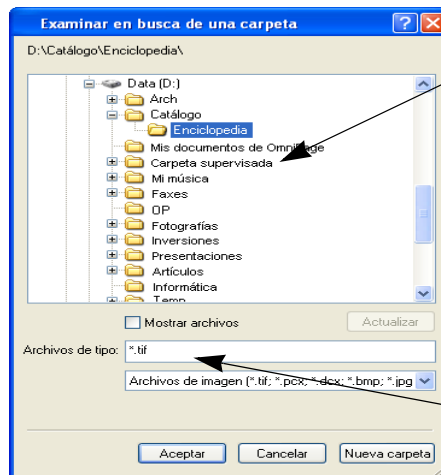 Examinar en busca de una carpeta
D:\Catálogo\Enciclopedia\
Data (D:)
Arch
Catálogo
Enciclopedia
Mis documentos de OmniPage
Carpeta supervisada
Mi música
Faxes
OP
Fotografías
Inversiones
Presentaciones
Artículos
Informática
Temp
Mostrar archivos
Actualizar
Archivos de tipo: *.tif
Archivos de imagen (*.tif; *.pcx; *.dcx; *.bmp; *.jpg
Aceptar Cancelar Nueva carpeta